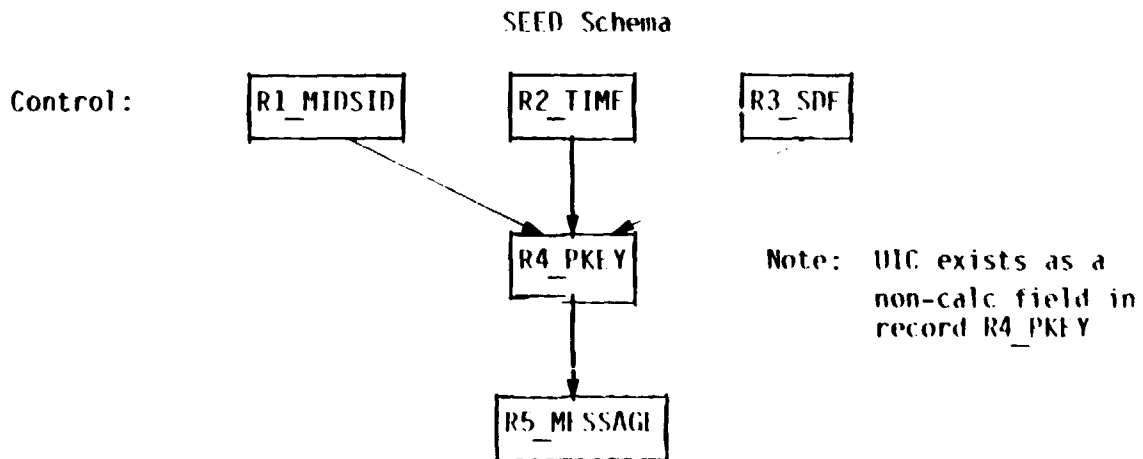 SEED Schema
Control: R1_MIDSID R2_TIME R3_SDF
R4_PKEY
Note: UIC exists as a
non-calc field in
record R4_PKEY
R5_MESSAGE